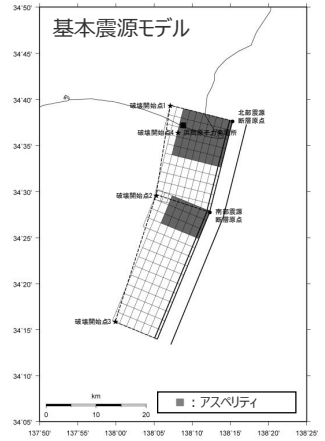 基本震源モデル
34˚50'
34˚40'
34˚35'
34˚30'
34˚25'
34˚20'
34˚15'
34˚10'
34˚05'
破壊開始点1
北部震源
断層原点
破壊開始点4
浜岡原子力発電所
破壊開始点2
南部震源
断層原点
破壊開始点3
km
0 10 20
■ : アスペリティ
137˚50' 137˚55' 138˚00' 138˚05' 138˚10' 138˚15' 138˚20' 138˚25'